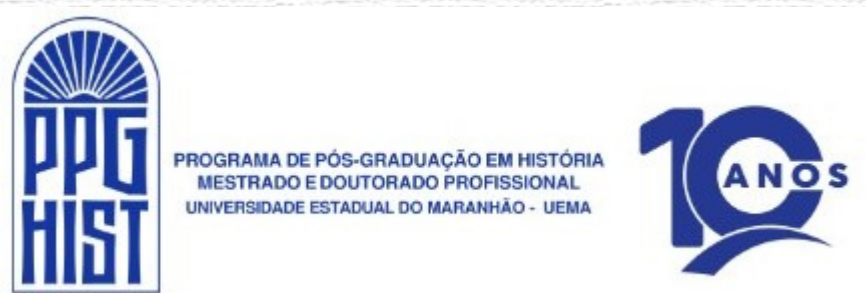 PPG
HIST
PROGRAMA DE PÓS-GRADUAÇÃO EM HISTÓRIA
MESTRADO E DOUTORADO PROFISSIONAL
UNIVERSIDADE ESTADUAL DO MARANHÃO - UEMA
10 ANOS